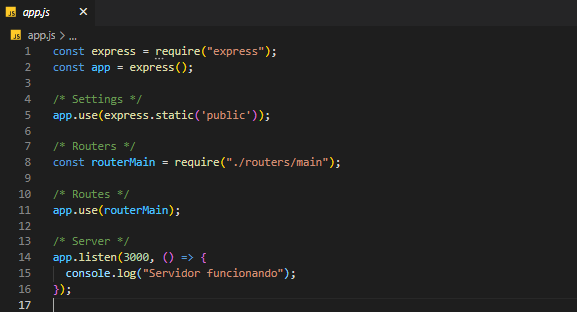 JS app.js ×
JS app.js > ...
1 const express = require("express");
2 const app = express();
3
4 /* Settings */
5 app.use(express.static('public'));
6
7 /* Routers */
8 const routerMain = require("./routers/main");
9
10 /* Routes */
11 app.use(routerMain);
12
13 /* Server */
14 app.listen(3000, () => {
15 console.log("Servidor funcionando");
16 });
17